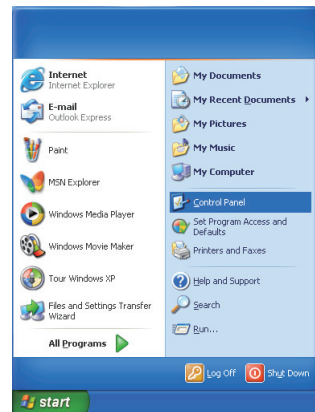 Internet
Internet Explorer
E-mail
Outlook Express
Paint
MSN Explorer
Windows Media Player
Windows Movie Maker
Tour Windows XP
Files and Settings Transfer
Wizard
All Programs
My Documents
My Recent Documents
My Pictures
My Music
My Computer
Control Panel
Set Program Access and
Defaults
Printers and Faxes
Help and Support
Search
Run...
Log Off
Shut Down
start